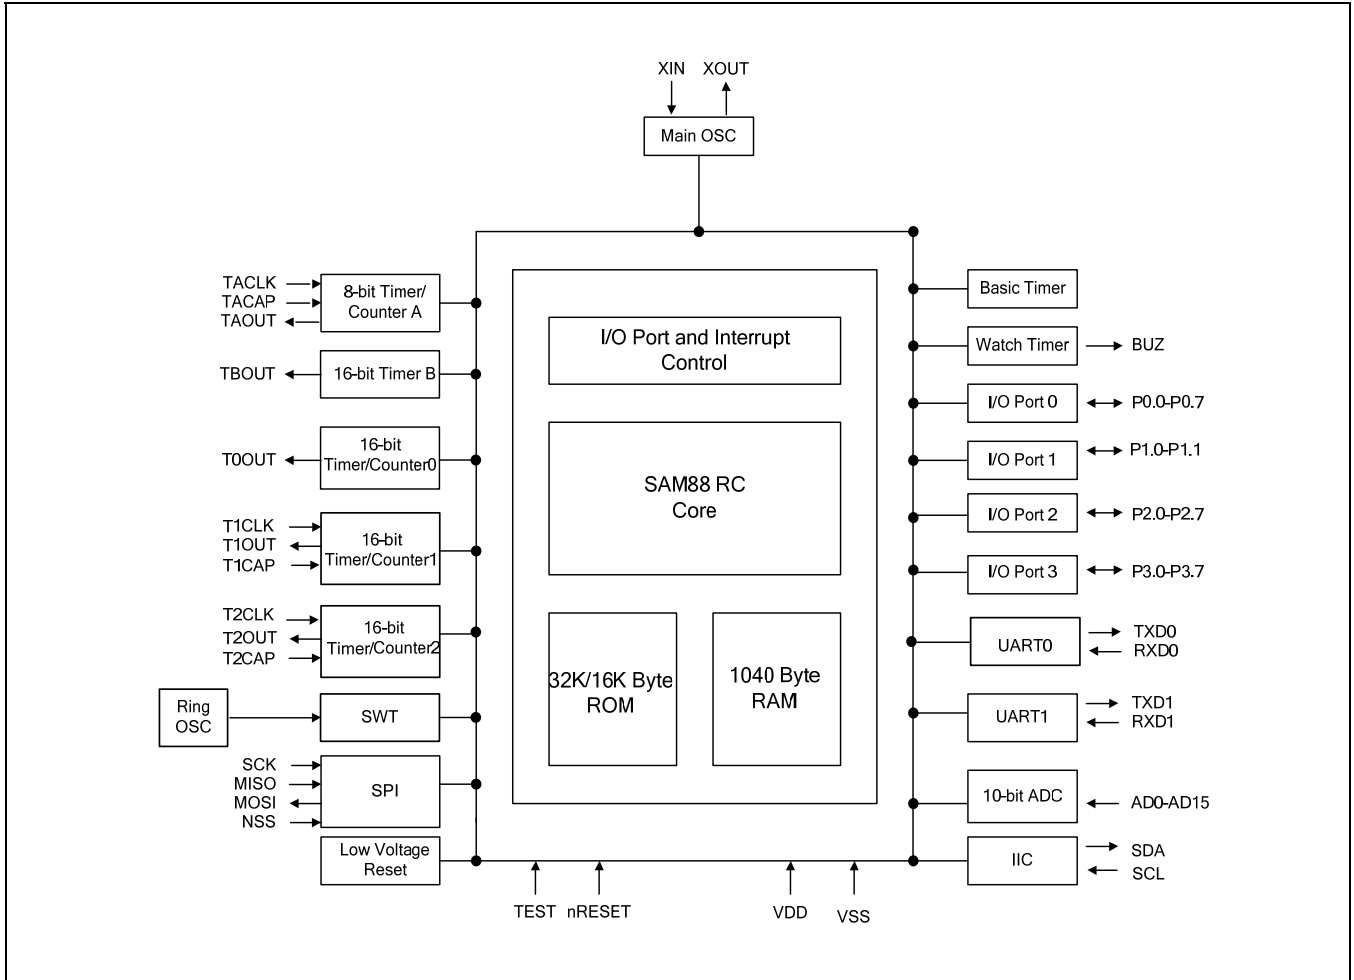 XIN XOUT
Main OSC
TACLK
TACAP
TAOUT
8-bit Timer/
Counter A
TBOUT
16-bit Timer B
T0OUT
16-bit
Timer/Counter0
T1CLK
T1OUT
T1CAP
16-bit
Timer/Counter1
T2CLK
T2OUT
T2CAP
16-bit
Timer/Counter2
Ring
OSC
SWT
SCK
MISO
MOSI
NSS
SPI
Low Voltage
Reset
I/O Port and Interrupt
Control
SAM88 RC
Core
32K/16K Byte
ROM
1040 Byte
RAM
TEST nRESET
VDD
VSS
Basic Timer
Watch Timer
BUZ
I/O Port 0
P0.0-P0.7
I/O Port 1
P1.0-P1.1
I/O Port 2
P2.0-P2.7
I/O Port 3
P3.0-P3.7
UART0
TXD0
RXD0
UART1
TXD1
RXD1
10-bit ADC
AD0-AD15
IIC
SDA
SCL